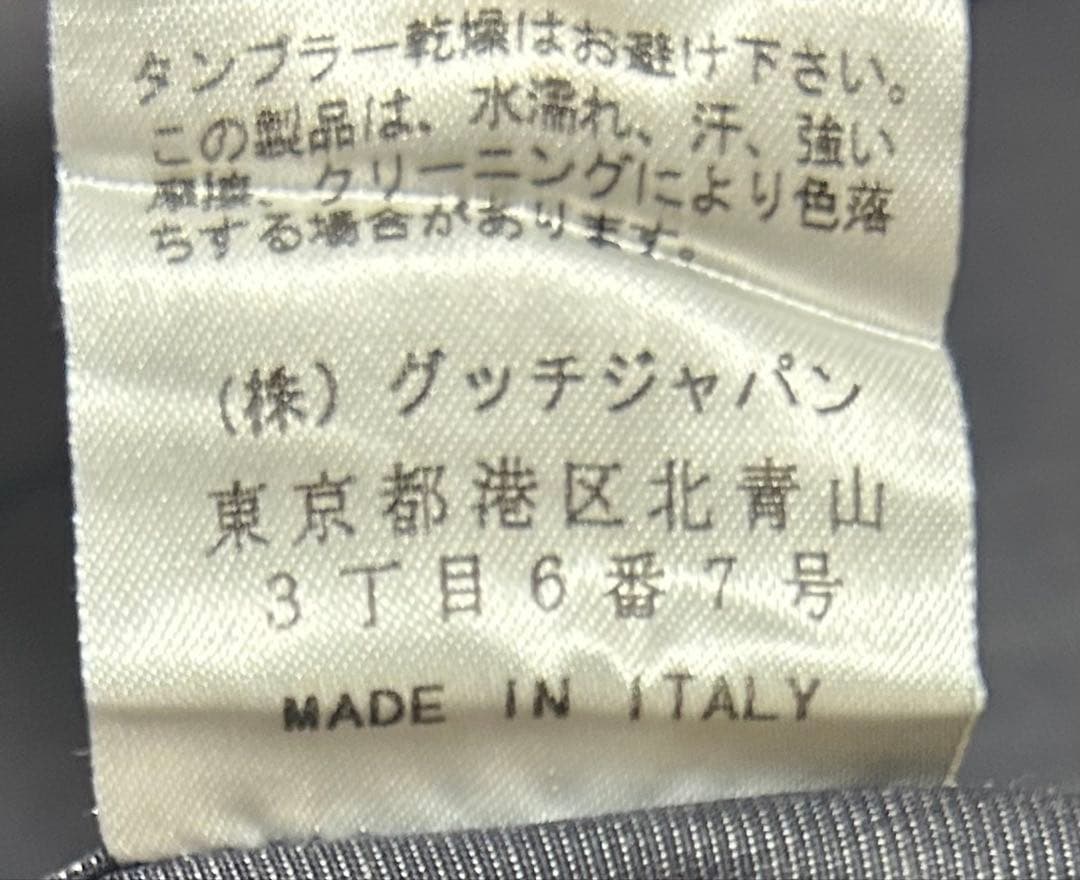 タンブラー乾燥はお避け下さい。
この製品は、水濡れ、汗、強い
摩擦、クリーニングにより色落
ちする場合があります。
(株) グッチジャパン
東京都港区北青山
3丁目6番7号
MADE IN ITALY